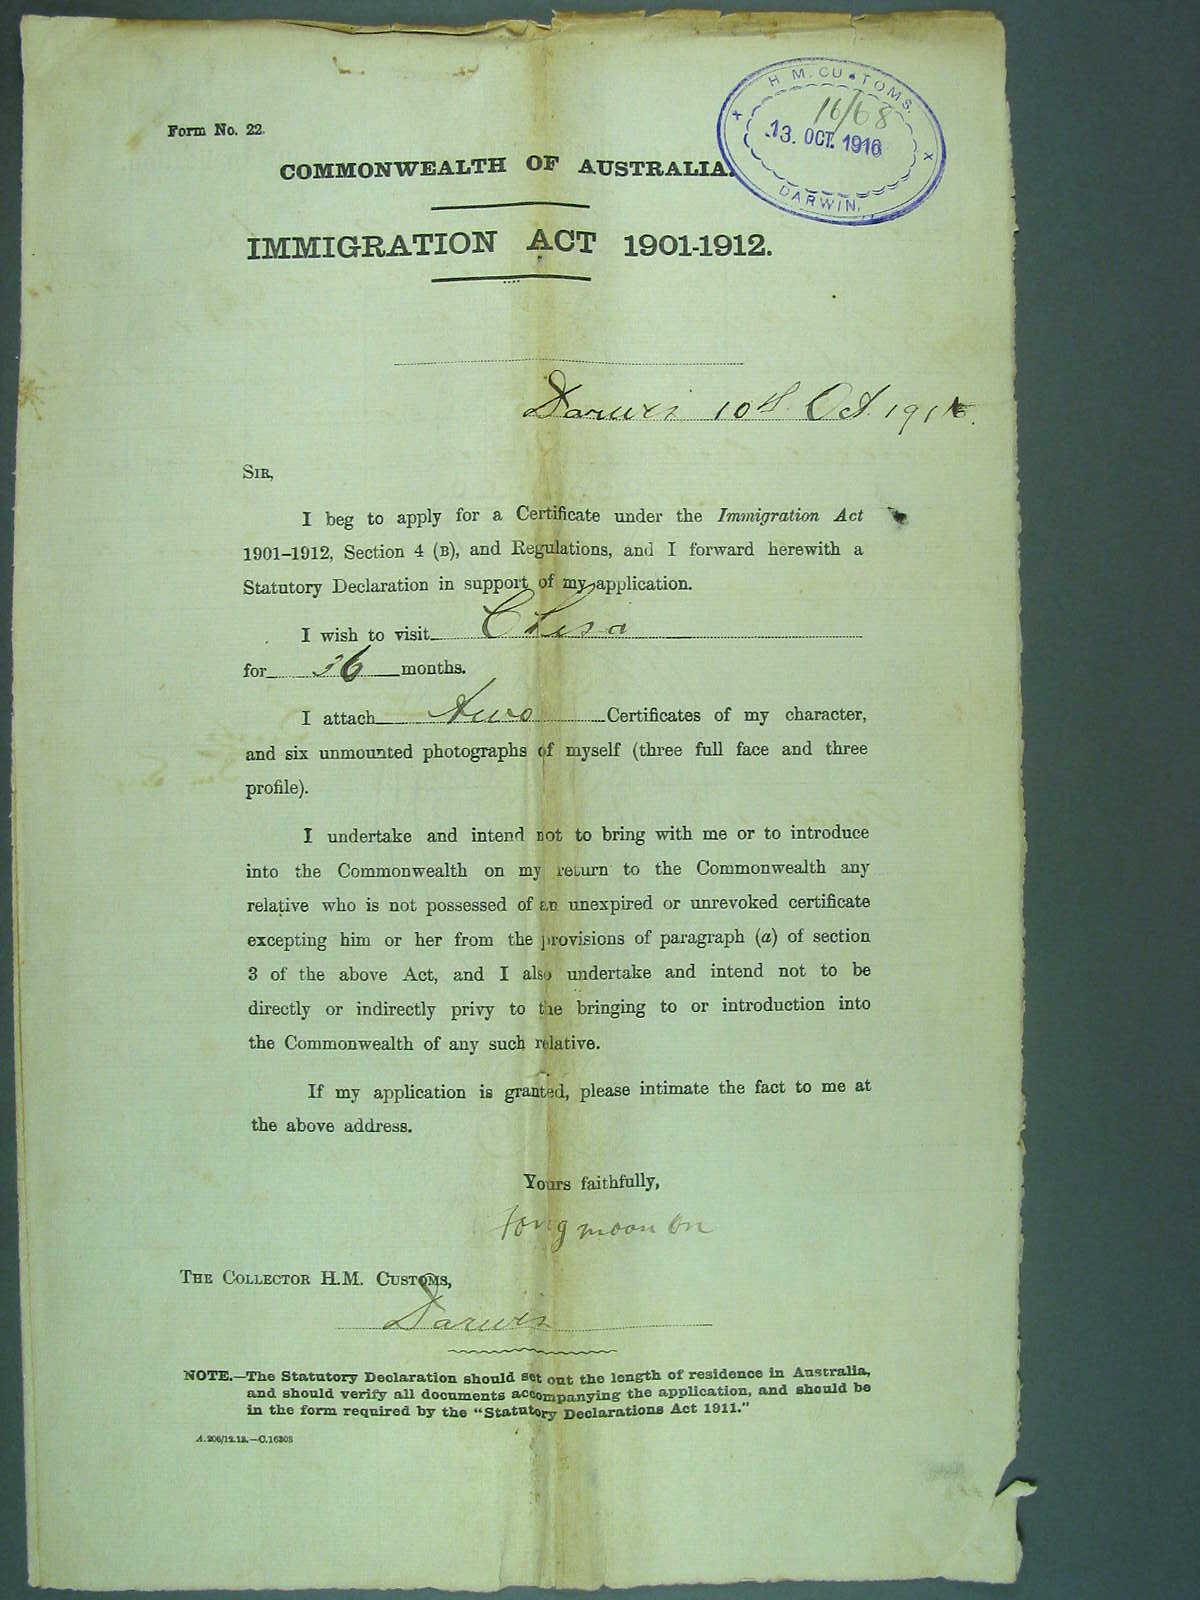 Form No. 22.
H. M. CUSTOMS.
16/68
13. OCT. 1916
DARWIN.
COMMONWEALTH OF AUSTRALIA.
IMMIGRATION ACT 1901-1912.
Darwin 10th Oct. 1916.
SIR,
I beg to apply for a Certificate under the Immigration Act
1901–1912, Section 4 (B), and Regulations, and I forward herewith a
Statutory Declaration in support of my application.
I wish to visit China
for 36 months.
I attach two Certificates of my character,
and six unmounted photographs of myself (three full face and three
profile).
I undertake and intend not to bring with me or to introduce
into the Commonwealth on my return to the Commonwealth any
relative who is not possessed of an unexpired or unrevoked certificate
excepting him or her from the provisions of paragraph (a) of section
3 of the above Act, and I also undertake and intend not to be
directly or indirectly privy to the bringing to or introduction into
the Commonwealth of any such relative.
If my application is granted, please intimate the fact to me at
the above address.
Yours faithfully,
fong moon on
THE COLLECTOR H.M. CUSTOMS,
Darwin
NOTE.—The Statutory Declaration should set out the length of residence in Australia,
and should verify all documents accompanying the application, and should be
in the form required by the "Statutory Declarations Act 1911."
A.206/12.13.—C.16308